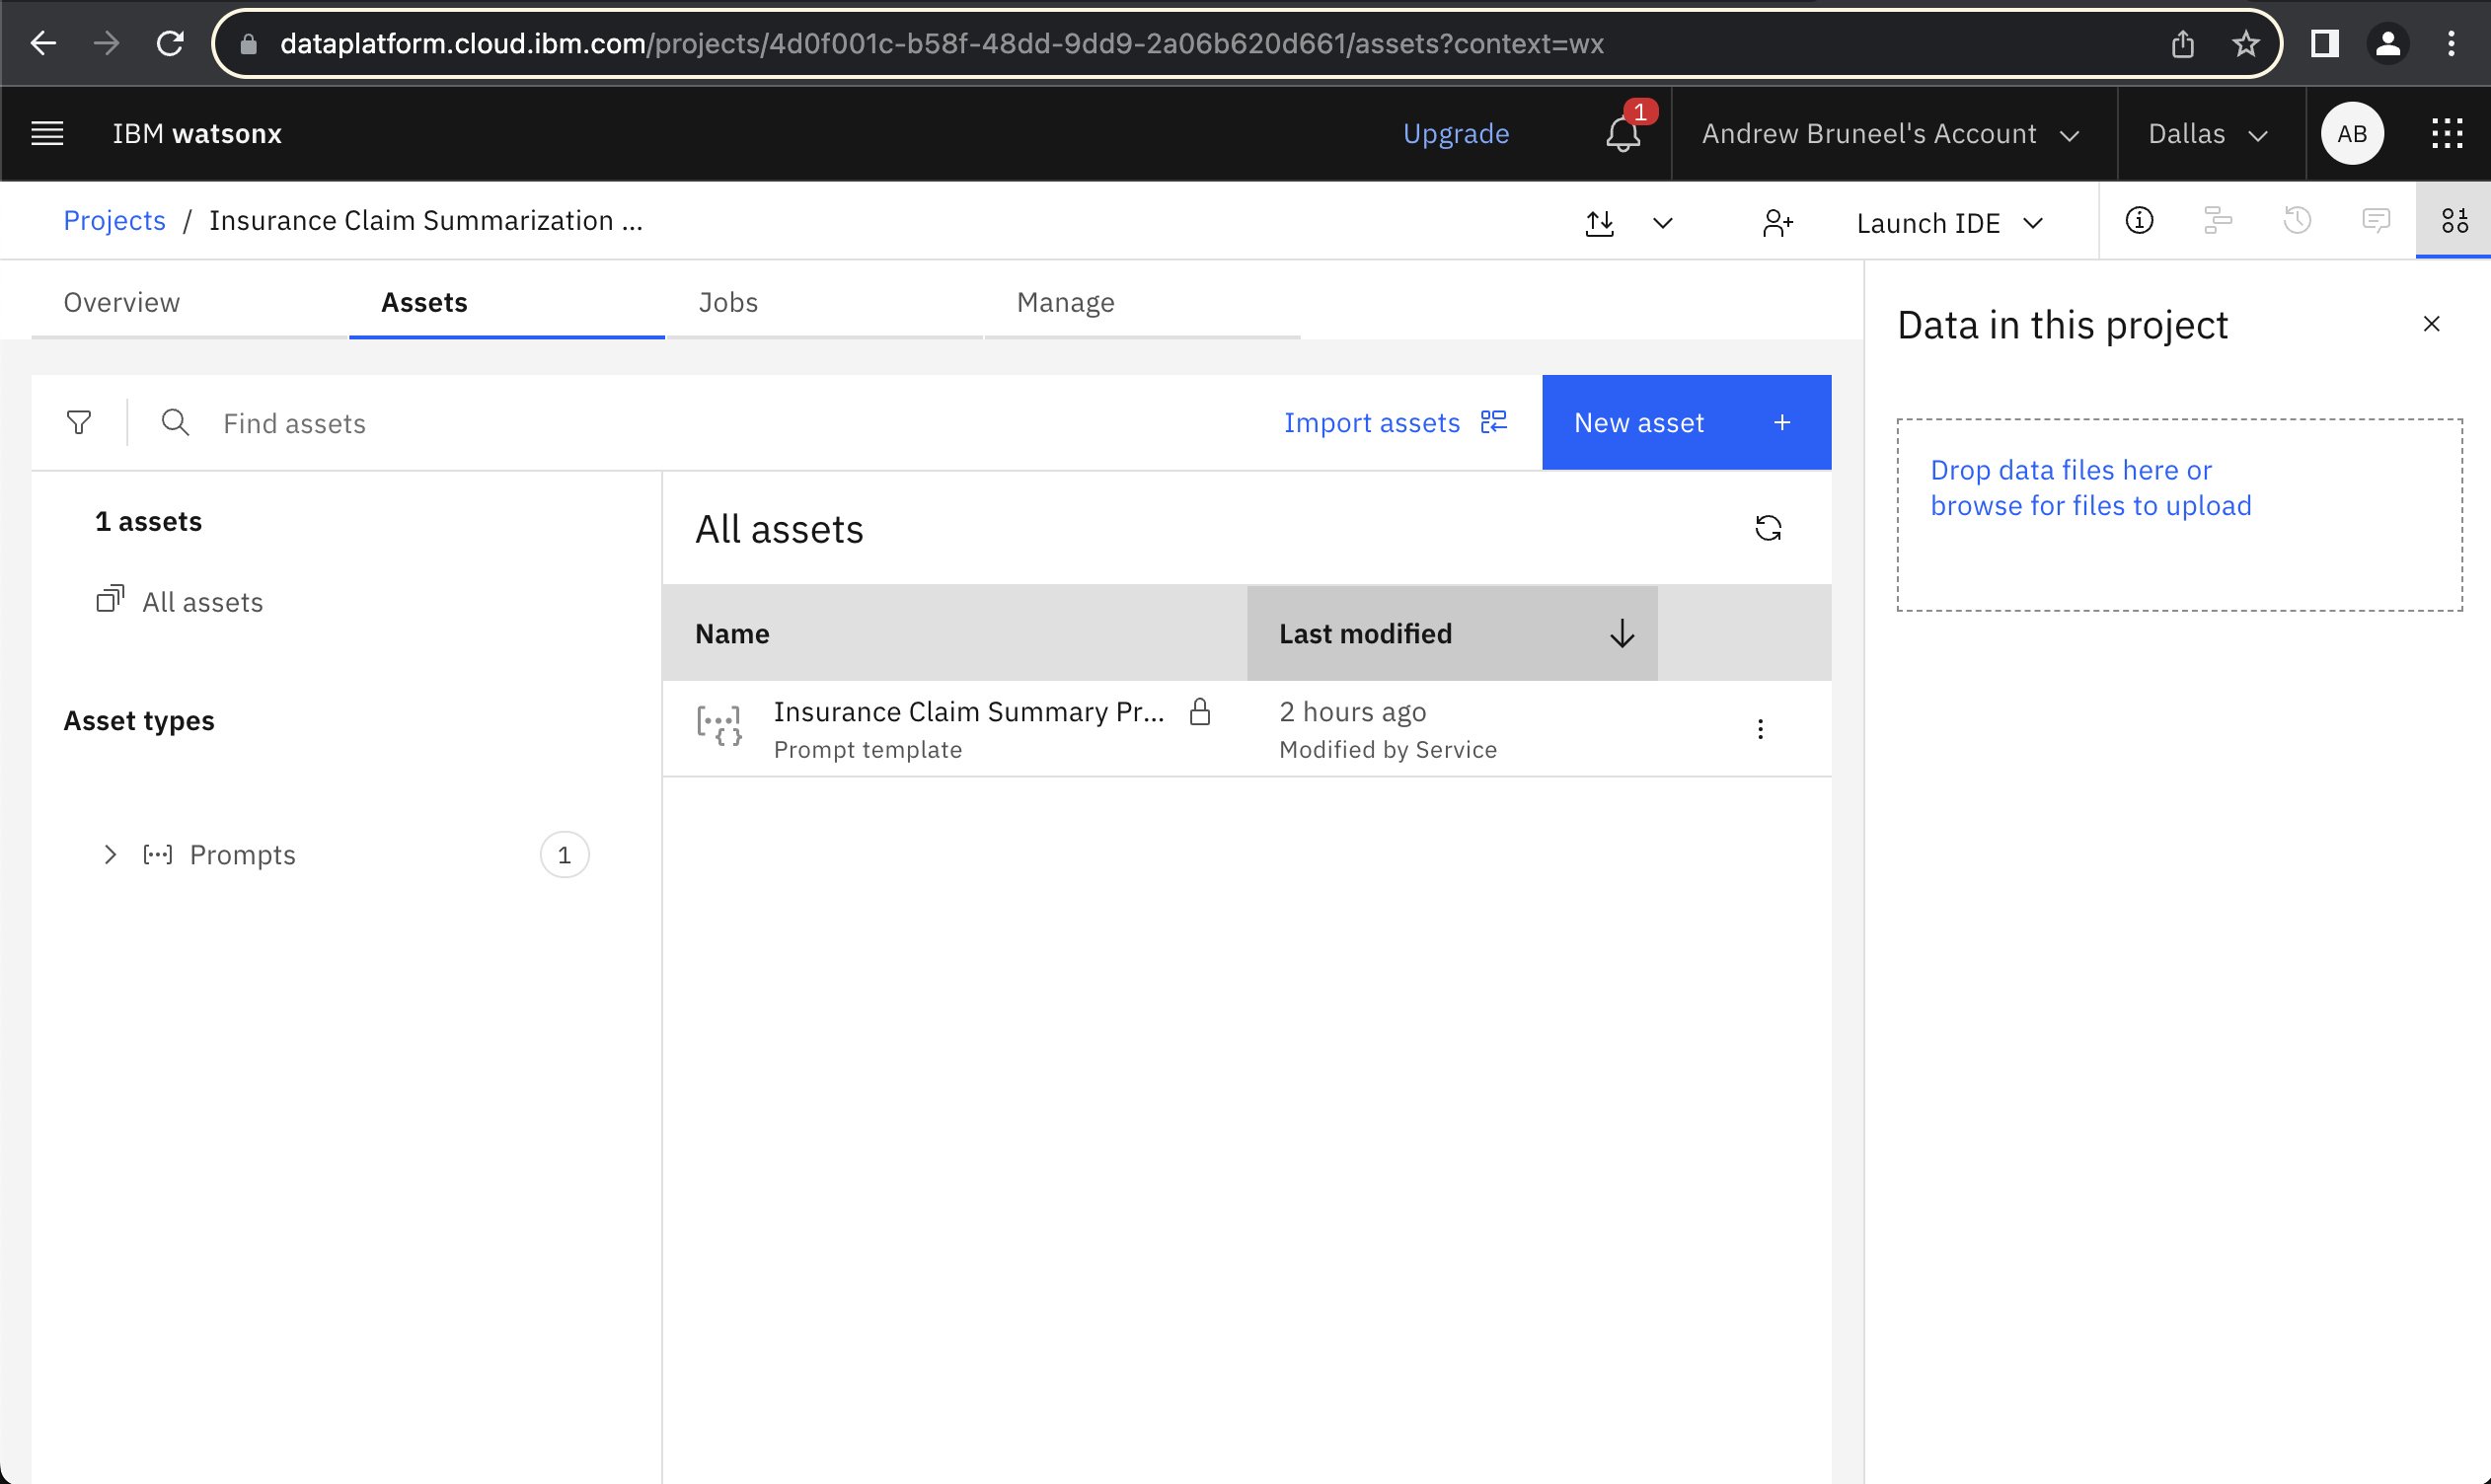 dataplatform.cloud.ibm.com/projects/4d0f001c-b58f-48dd-9dd9-2a06b620d661/assets?context=wx
IBM watsonx
Upgrade
1
Andrew Bruneel's Account
Dallas
AB
Projects / Insurance Claim Summarization ...
Launch IDE
Overview
Assets
Jobs
Manage
Data in this project
Find assets
Import assets
New asset +
Drop data files here or
browse for files to upload
1 assets
All assets
All assets
Name
Last modified
Insurance Claim Summary Pr...
2 hours ago
Prompt template
Modified by Service
Asset types
Prompts
1